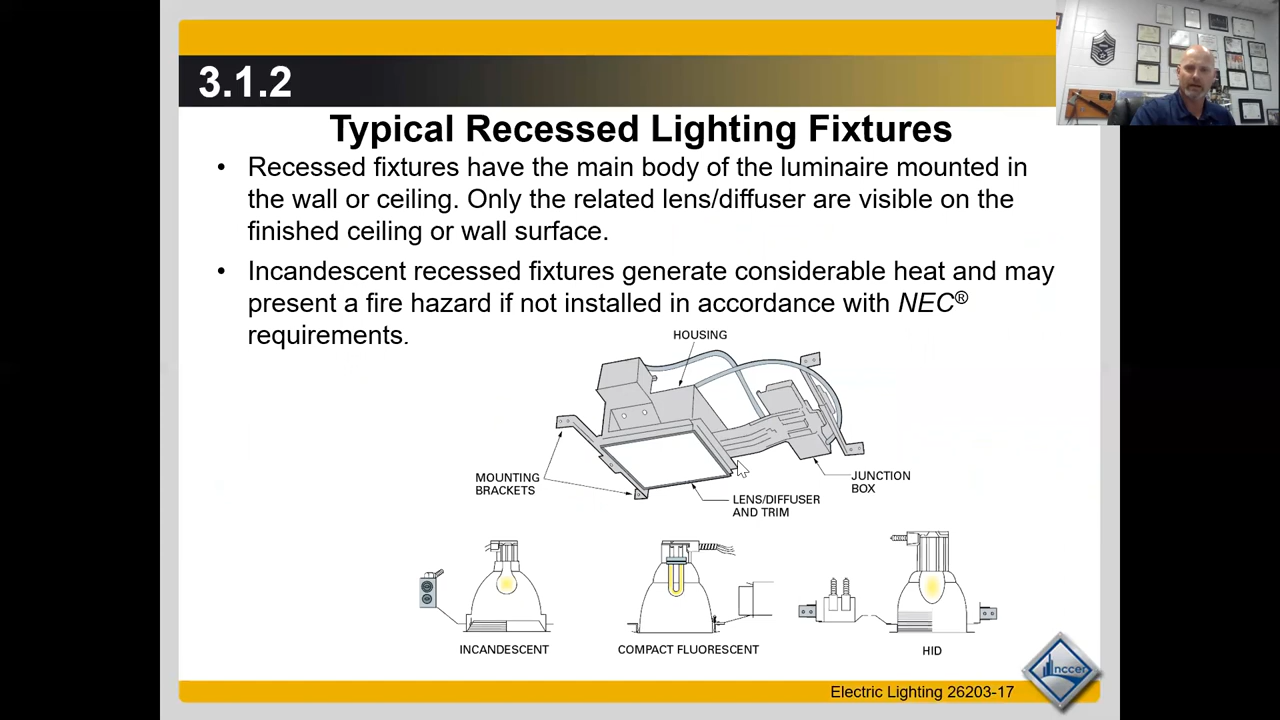 3.1.2
Typical Recessed Lighting Fixtures
• Recessed fixtures have the main body of the luminaire mounted in
the wall or ceiling. Only the related lens/diffuser are visible on the
finished ceiling or wall surface.
• Incandescent recessed fixtures generate considerable heat and may
present a fire hazard if not installed in accordance with NEC®
requirements.
HOUSING
MOUNTING
BRACKETS
JUNCTION
BOX
LENS/DIFFUSER
AND TRIM
INCANDESCENT
COMPACT FLUORESCENT
HID
nccer
Electric Lighting 26203-17